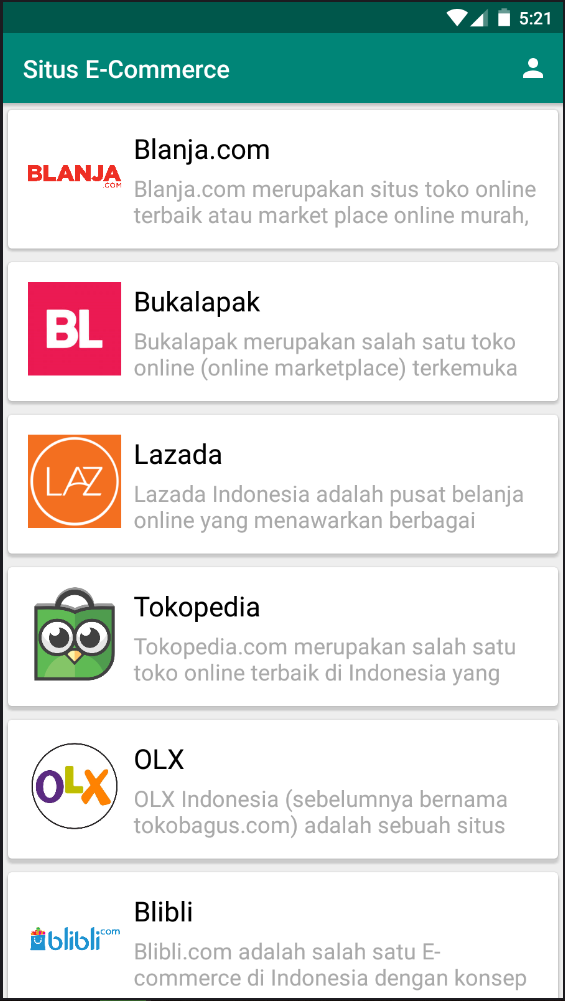 5:21
Situs E-Commerce
BLANJA
.COM
Blanja.com
Blanja.com merupakan situs toko online
terbaik atau market place online murah,
BL
Bukalapak
Bukalapak merupakan salah satu toko
online (online marketplace) terkemuka
LAZ
Lazada
Lazada Indonesia adalah pusat belanja
online yang menawarkan berbagai
Tokopedia
Tokopedia.com merupakan salah satu
toko online terbaik di Indonesia yang
OLX
OLX
OLX Indonesia (sebelumnya bernama
tokobagus.com) adalah sebuah situs
blibli.com
Blibli
Blibli.com adalah salah satu E-
commerce di Indonesia dengan konsep